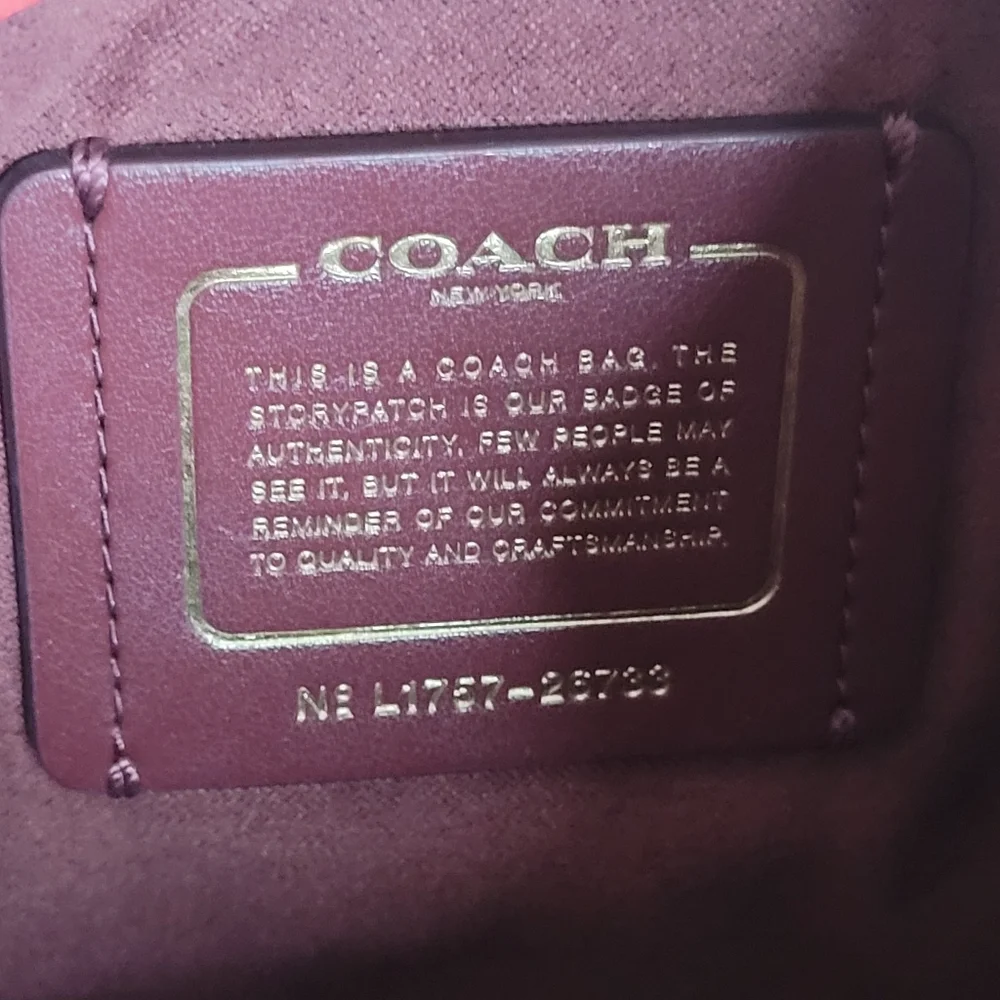 COACH
NEW YORK
THIS IS A COACH BAG. THE
STORYPATCH IS OUR BADGE OF
AUTHENTICITY. FEW PEOPLE MAY
SEE IT, BUT IT WILL ALWAYS BE A
REMINDER OF OUR COMMITMENT
TO QUALITY AND CRAFTSMANSHIP.
Nº L1757-26733